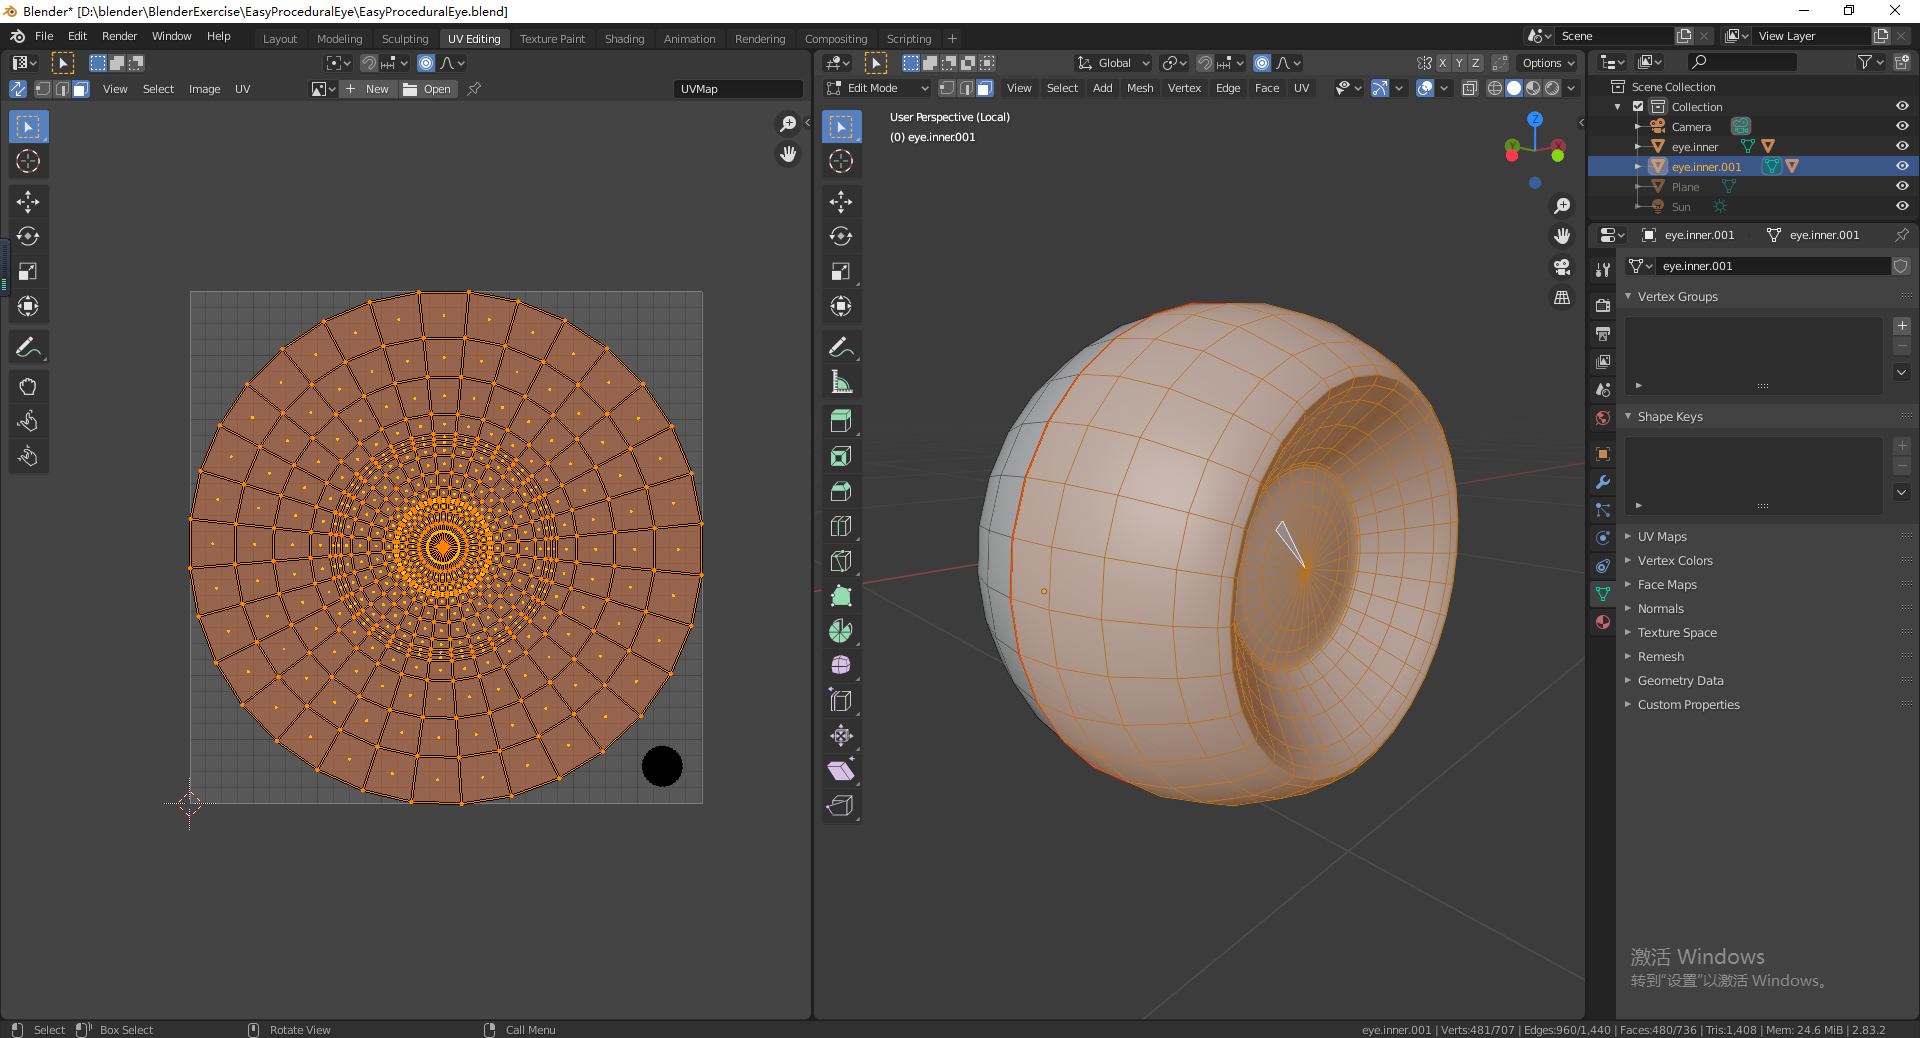 Blender* [D:\blender\BlenderExercise\EasyProceduralEye\EasyProceduralEye.blend]
File Edit Render Window Help Layout Modeling Sculpting UV Editing Texture Paint Shading Animation Rendering Compositing Scripting + Scene View Layer
Global X Y Z Options
View Select Image UV + New Open UVMap
Edit Mode View Select Add Mesh Vertex Edge Face UV
User Perspective (Local)
(0) eye.inner.001
Z
Scene Collection
Collection
Camera
eye.inner
eye.inner.001
Plane
Sun
eye.inner.001 eye.inner.001
eye.inner.001
Vertex Groups
Shape Keys
UV Maps
Vertex Colors
Face Maps
Normals
Texture Space
Remesh
Geometry Data
Custom Properties
激活 Windows
转到"设置"以激活 Windows。
Select Box Select Rotate View Call Menu eye.inner.001 | Verts:481/707 | Edges:960/1,440 | Faces:480/736 | Tris:1,408 | Mem: 24.6 MiB | 2.83.2